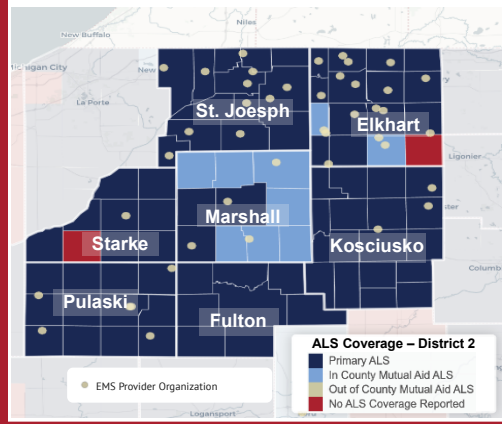 Niles
New Buffalo
Michigan City
New
La Porte
St. Joesph
Elkhart
Ligonier
Marshall
Starke
Kosciusko
Pulaski
Fulton
Columbia
ALS Coverage – District 2
Primary ALS
In County Mutual Aid ALS
Out of County Mutual Aid ALS
No ALS Coverage Reported
EMS Provider Organization
Logansport